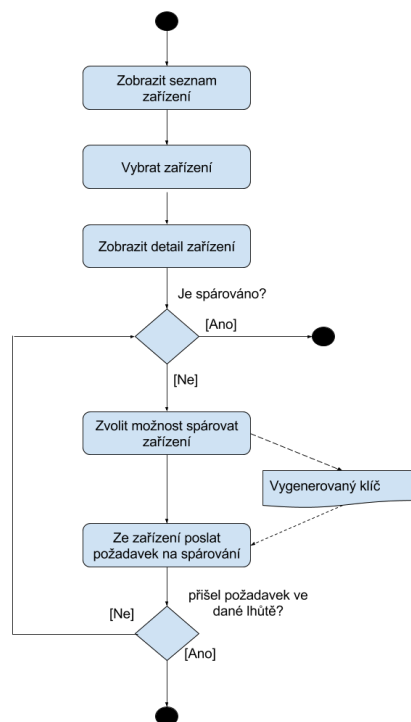 Zobrazit seznam
zařízení
Vybrat zařízení
Zobrazit detail zařízení
Je spárováno?
[Ano]
[Ne]
Zvolit možnost spárovat
zařízení
Vygenerovaný klíč
Ze zařízení poslat
požadavek na spárování
přišel požadavek ve
dané lhůtě?
[Ne]
[Ano]